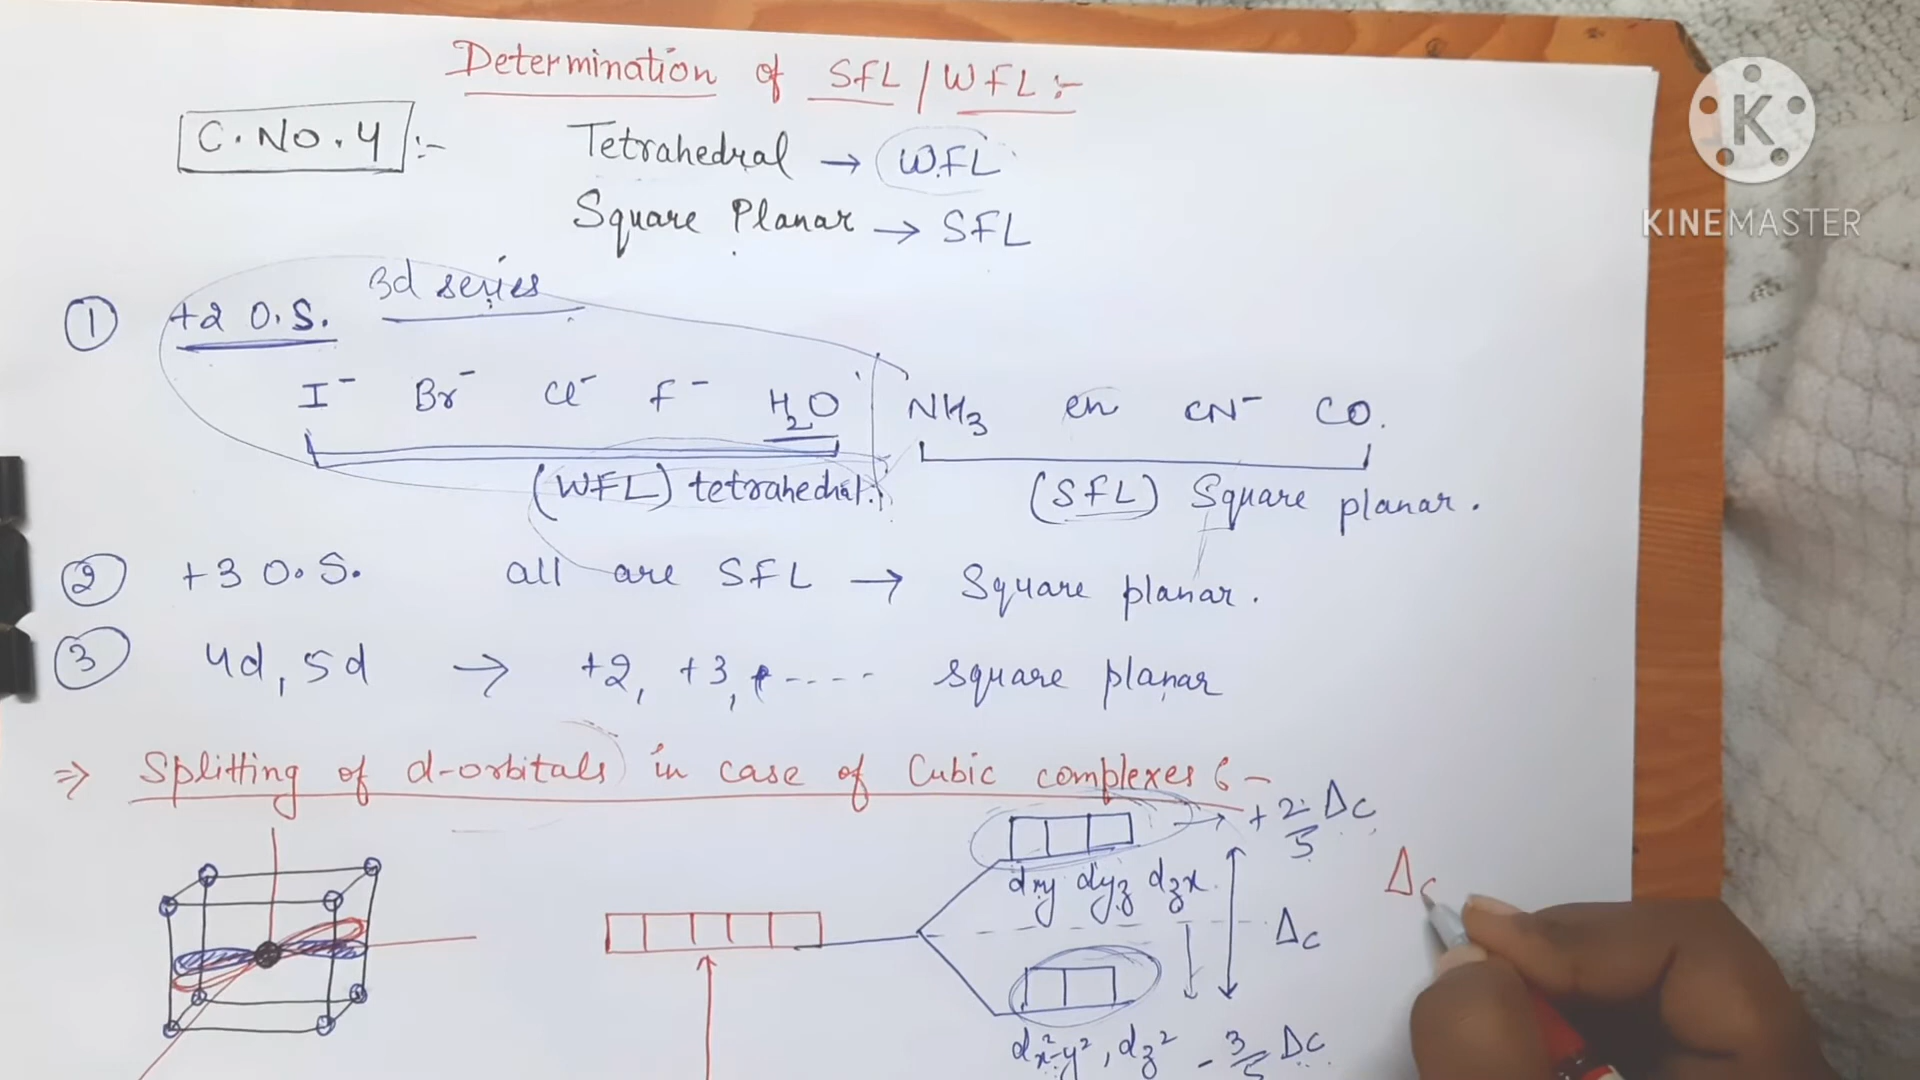 Determination of SFL / WFL :-
C.No.4 :- Tetrahedral → WFL
Square Planar → SFL
① +2 O.S. 3d series
I⁻ Br⁻ Cl⁻ F⁻ H₂O NH₃ en CN⁻ CO.
(WFL) tetrahedral. (SFL) Square planar.
② +3 O.S. all are SFL → Square planar.
③ 4d, 5d → +2, +3, ---- square planar
⇒ Splitting of d-orbitals in case of Cubic complexes :-
→ + 2/5 Δc
dxy dyz dzx
Δc
Δc
dx²-y², dz² - 3/5 Δc
K
KINEMASTER